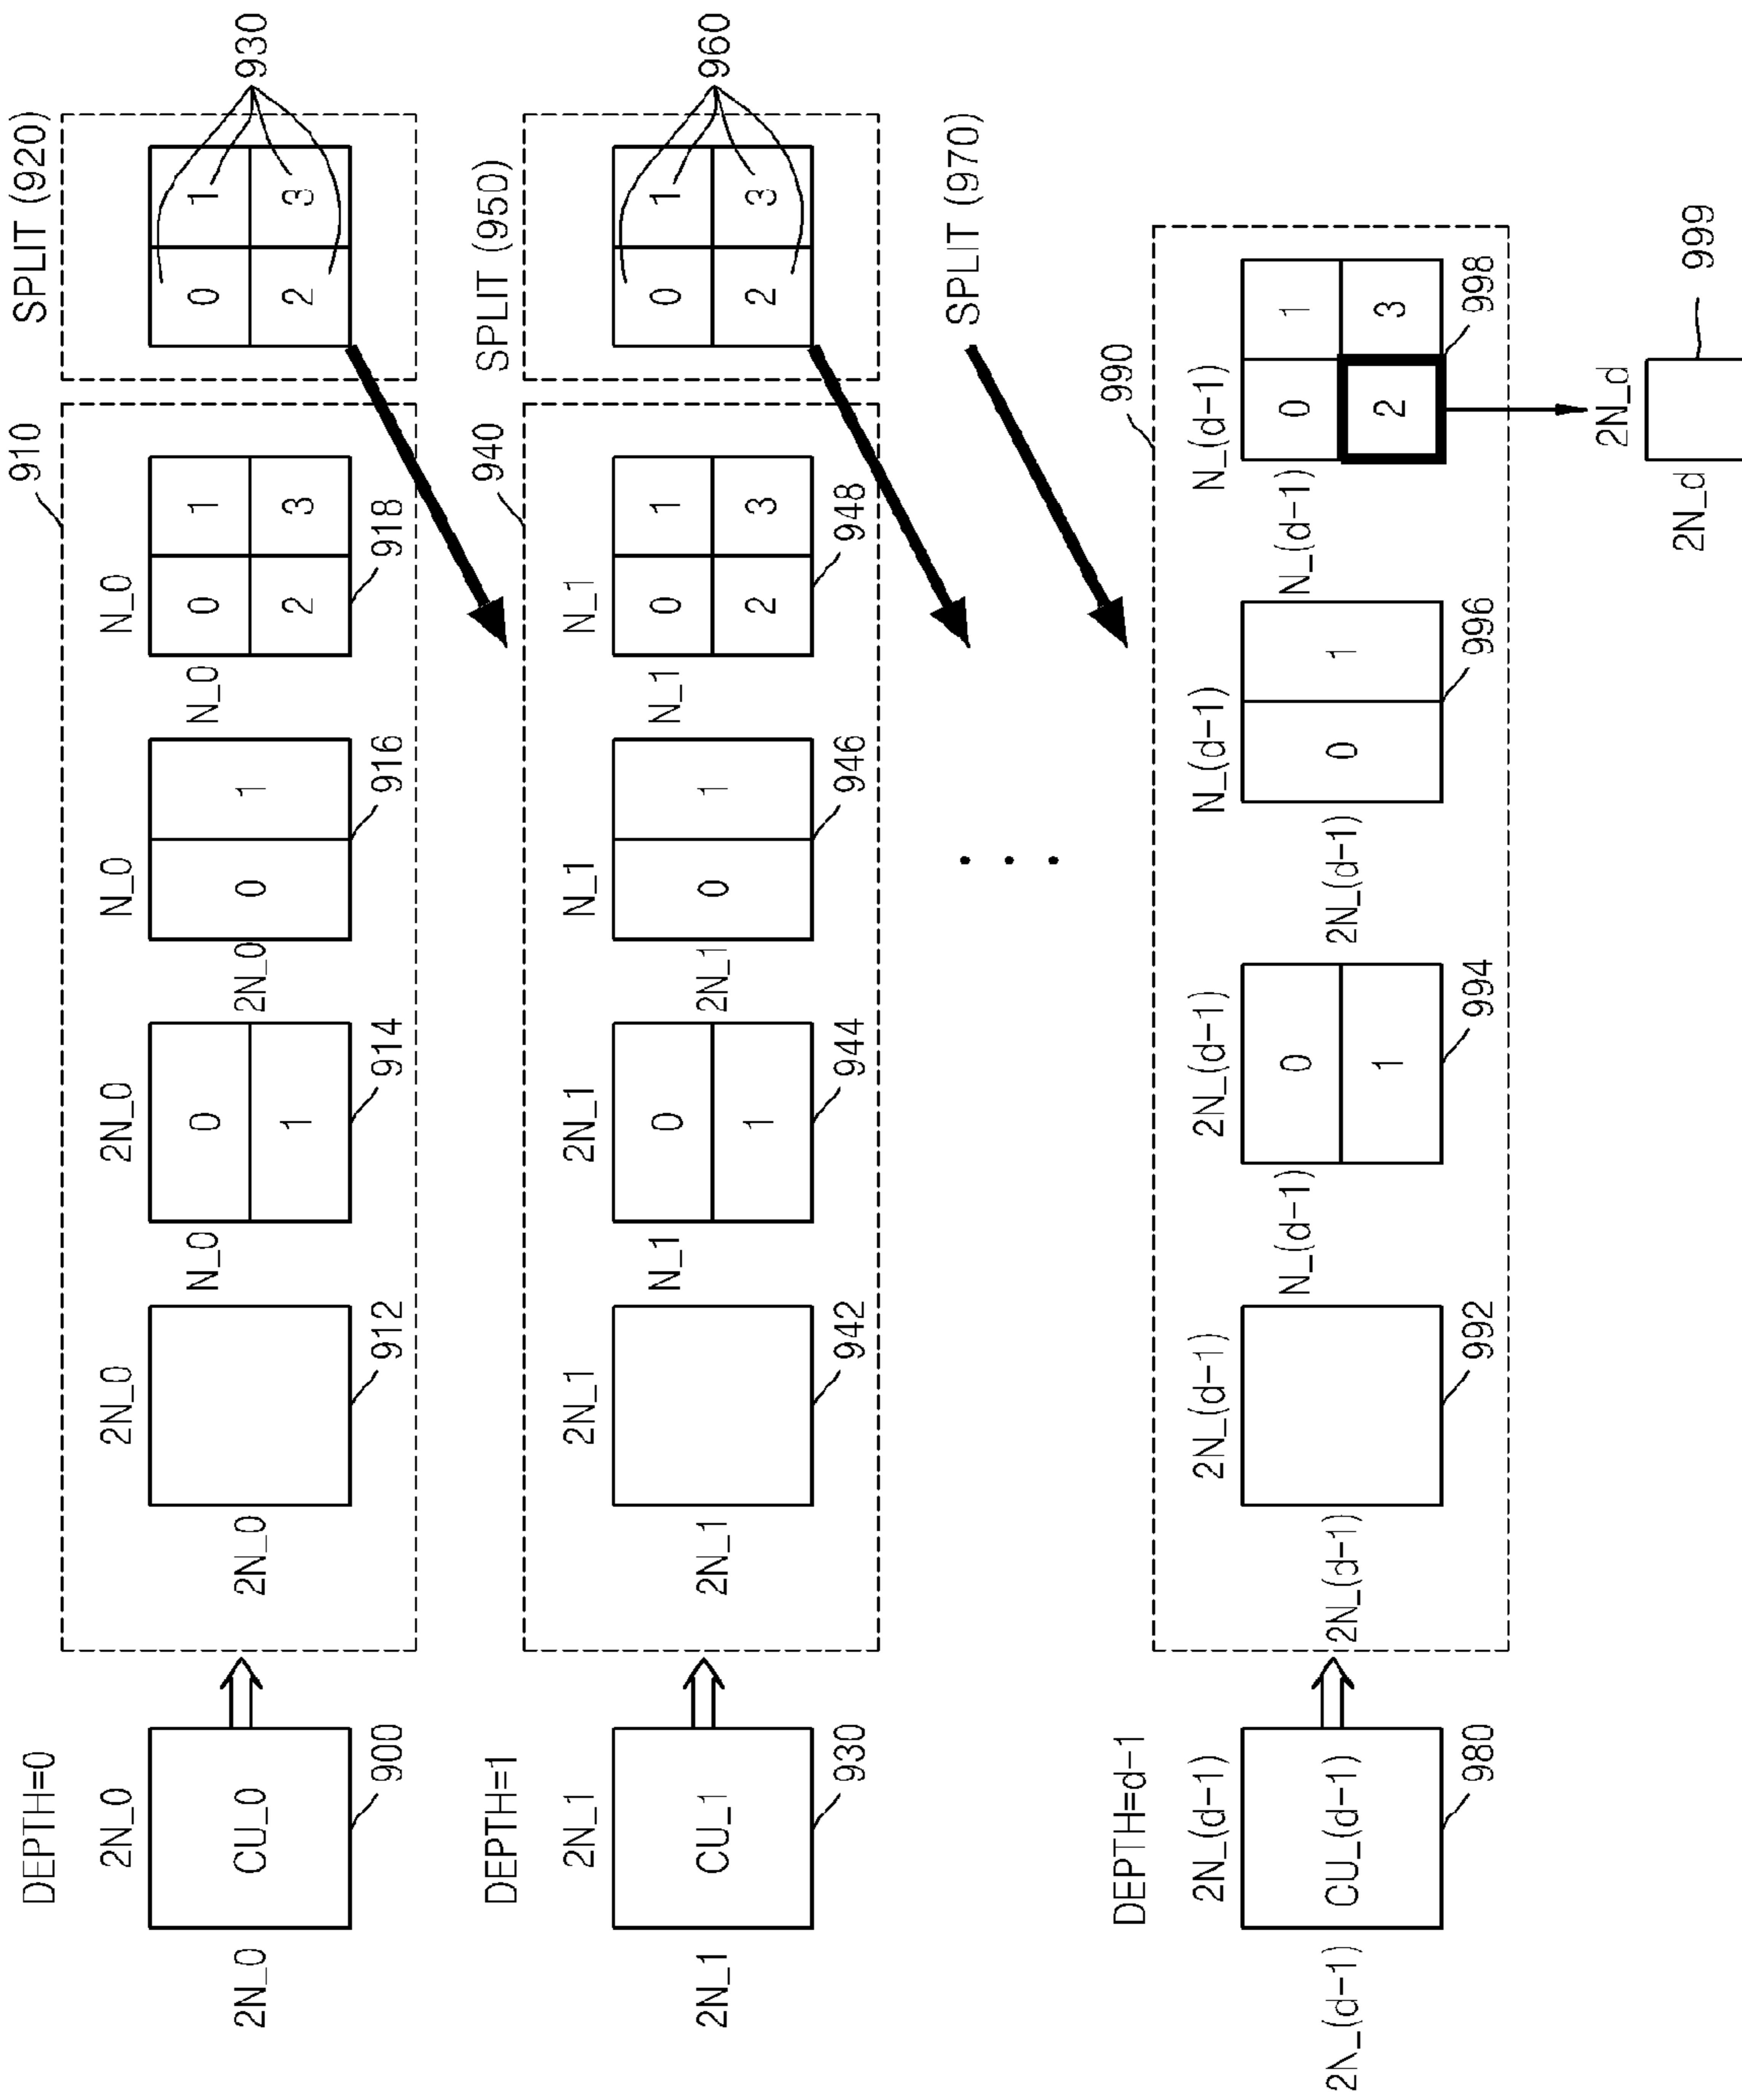 DEPTH=0
2N_0
2N_0
CU_0
900
910
2N_0
2N_0
912
2N_0
N_0
0
1
914
N_0
2N_0
0
1
916
N_0
N_0
0
1
2
3
918
SPLIT (920)
0
1
2
3
930
DEPTH=1
2N_1
2N_1
CU_1
930
940
2N_1
2N_1
942
2N_1
N_1
0
1
944
N_1
2N_1
0
1
946
N_1
N_1
0
1
2
3
948
SPLIT (950)
0
1
2
3
960
SPLIT (970)
DEPTH=d-1
2N_(d-1)
2N_(d-1)
CU_(d-1)
980
990
2N_(d-1)
2N_(d-1)
992
2N_(d-1)
N_(d-1)
0
1
994
N_(d-1)
2N_(d-1)
0
1
996
N_(d-1)
N_(d-1)
0
1
2
3
998
2N_d
2N_d
999